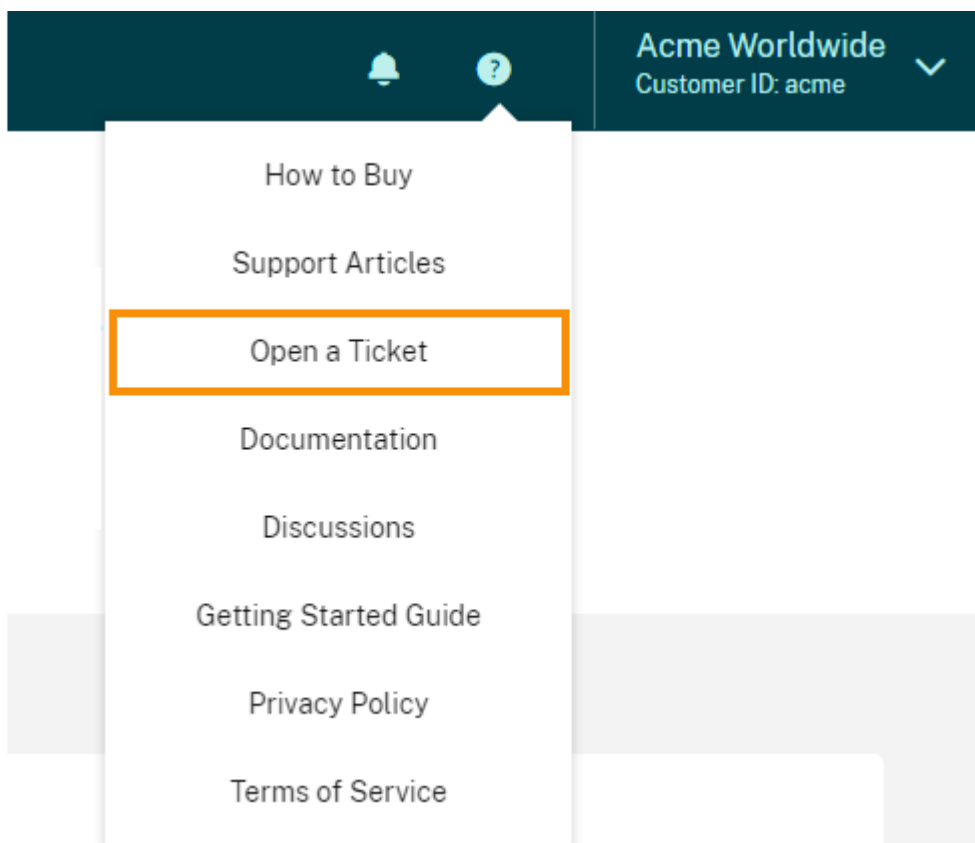 Acme Worldwide
Customer ID: acme
?
How to Buy
Support Articles
Open a Ticket
Documentation
Discussions
Getting Started Guide
Privacy Policy
Terms of Service